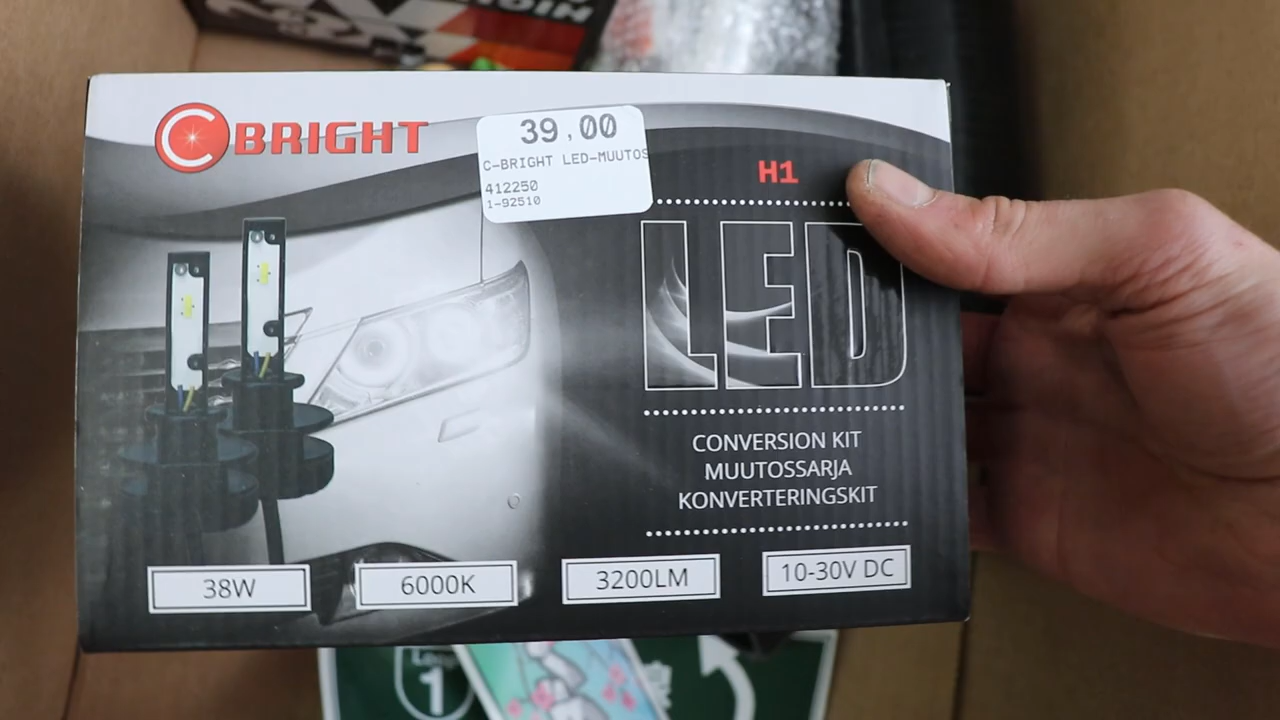 C BRIGHT
39,00
C-BRIGHT LED-MUUTOS
412250
1-92510
H1
LED
CONVERSION KIT
MUUTOSSARJA
KONVERTERINGSKIT
38W
6000K
3200LM
10-30V DC
1